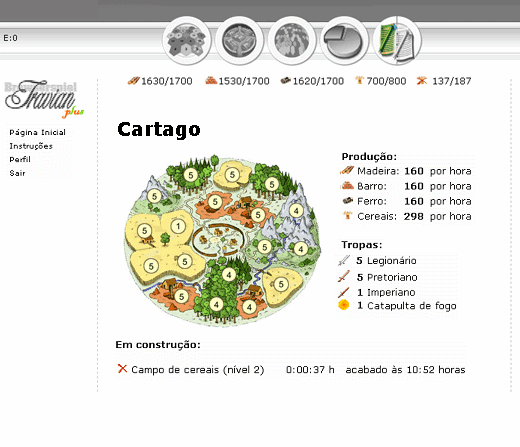 E:0
1630/1700 1530/1700 1620/1700 700/800 137/187
Browserspiel
Travian
plus
Página Inicial
Instruções
Perfil
Sair
Cartago
5 5 5
5 5 5 4
5 1 4
5 5 5 4
4 5
5 5 4 4
Produção:
Madeira: 160 por hora
Barro: 160 por hora
Ferro: 160 por hora
Cereais: 298 por hora
Tropas:
5 Legionário
5 Pretoriano
1 Imperiano
1 Catapulta de fogo
Em construção:
Campo de cereais (nível 2) 0:00:37 h acabado às 10:52 horas